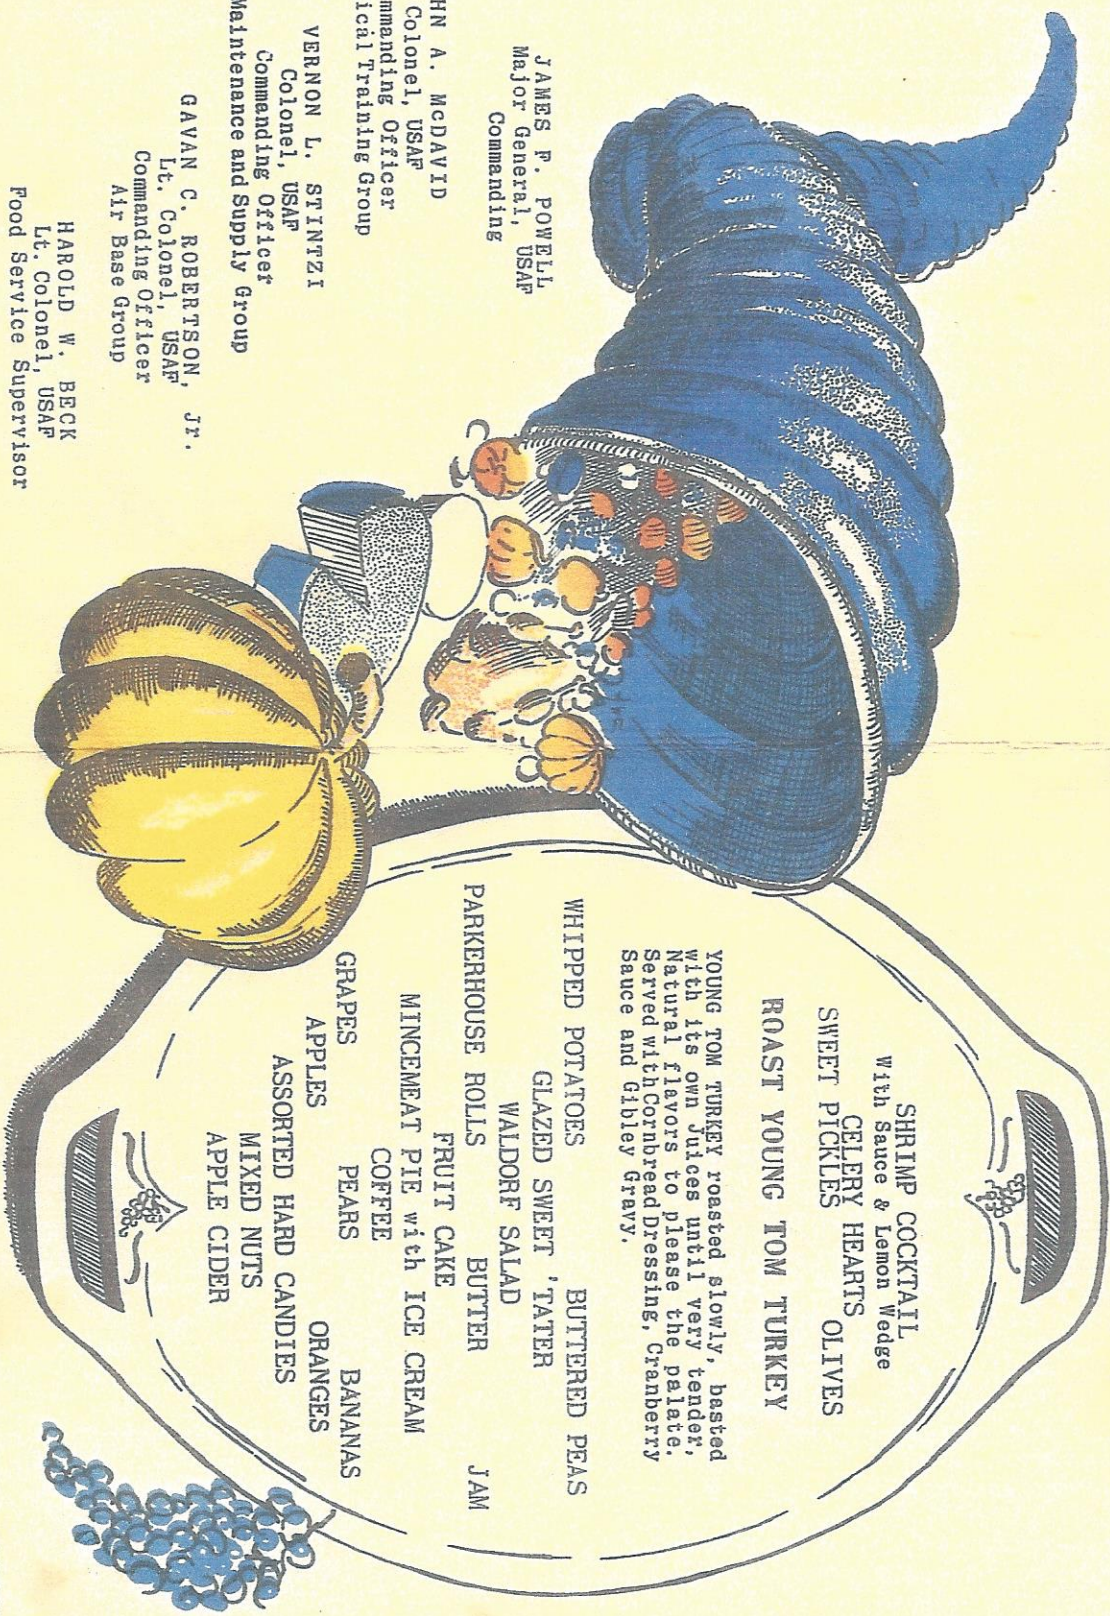 JAMES F. POWELL
Major General, USAF
Commanding
A. McDAVID
Colonel, USAF
Officer
Training Group
VERNON L. STINTZI
Colonel, USAF
Commanding Officer
Maintenance and Supply Group
GAVAN C. ROBERTSON, Jr.
Lt. Colonel, USAF
Commanding Officer
Air Base Group
HAROLD W. BECK
Lt. Colonel, USAF
Food Service Supervisor
SHRIMP COCKTAIL
With Sauce & Lemon Wedge
CELERY HEARTS
SWEET PICKLES OLIVES
ROAST YOUNG TOM TURKEY
YOUNG TOM TURKEY roasted slowly, basted
with its own Juices until very tender,
Natural flavors to please the palate.
Served with Cornbread Dressing, Cranberry
Sauce and Gibley Gravy.
WHIPPED POTATOES BUTTERED PEAS
GLAZED SWEET 'TATER
WALDORF SALAD
PARKERHOUSE ROLLS BUTTER JAM
FRUIT CAKE
MINCEMEAT PIE with ICE CREAM
COFFEE
GRAPES PEARS BANANAS
APPLES ORANGES
ASSORTED HARD CANDIES
MIXED NUTS
APPLE CIDER